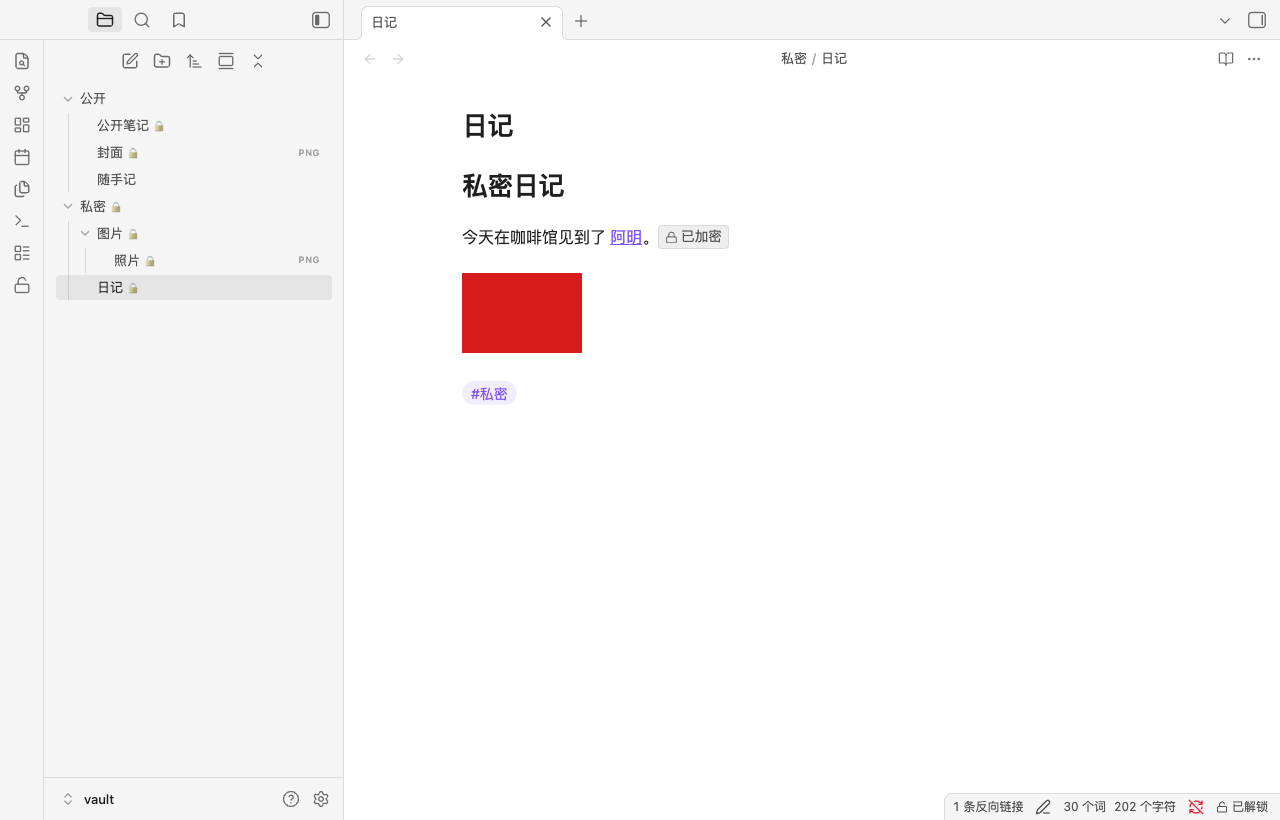 日记
私密 / 日记
公开
公开笔记
封面 PNG
随手记
私密
图片
照片 PNG
日记
日记
私密日记
今天在咖啡馆见到了 阿明。 已加密
#私密
vault
1 条反向链接 30 个词 202 个字符 已解锁